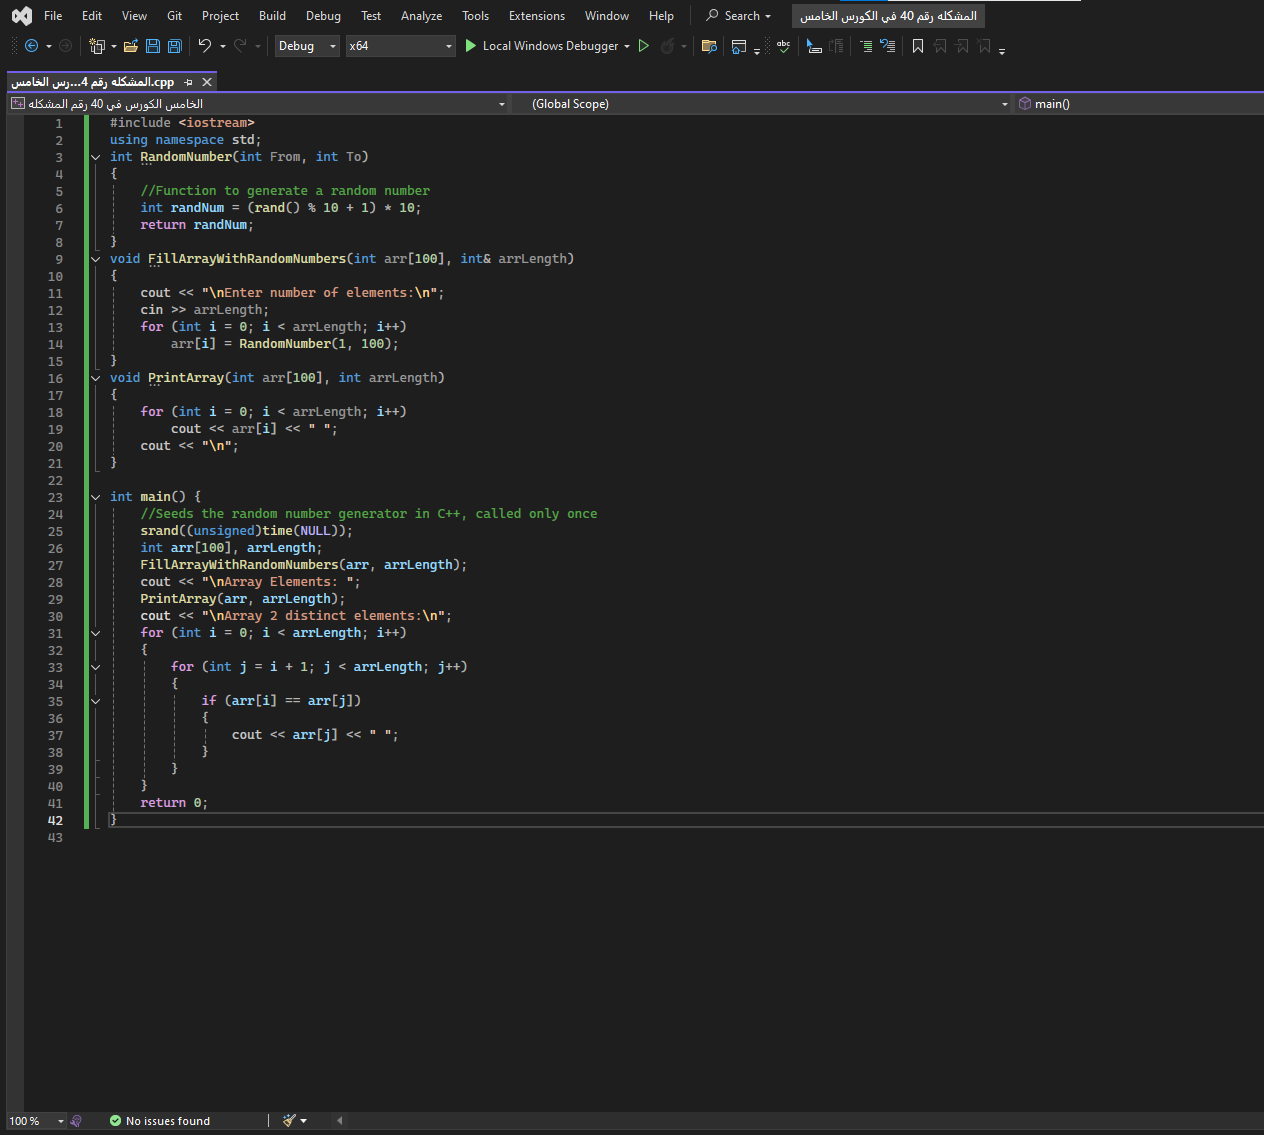 File Edit View Git Project Build Debug Test Analyze Tools Extensions Window Help Search المشكله رقم 40 في الكورس الخامس
Debug x64 Local Windows Debugger
المشكله رقم 4...رس الخامس.cpp
الخامس الكورس في 40 رقم المشكله (Global Scope) main()
1 #include <iostream>
2 using namespace std;
3 int RandomNumber(int From, int To)
4 {
5 //Function to generate a random number
6 int randNum = (rand() % 10 + 1) * 10;
7 return randNum;
8 }
9 void FillArrayWithRandomNumbers(int arr[100], int& arrLength)
10 {
11 cout << "\nEnter number of elements:\n";
12 cin >> arrLength;
13 for (int i = 0; i < arrLength; i++)
14 arr[i] = RandomNumber(1, 100);
15 }
16 void PrintArray(int arr[100], int arrLength)
17 {
18 for (int i = 0; i < arrLength; i++)
19 cout << arr[i] << " ";
20 cout << "\n";
21 }
22
23 int main() {
24 //Seeds the random number generator in C++, called only once
25 srand((unsigned)time(NULL));
26 int arr[100], arrLength;
27 FillArrayWithRandomNumbers(arr, arrLength);
28 cout << "\nArray Elements: ";
29 PrintArray(arr, arrLength);
30 cout << "\nArray 2 distinct elements:\n";
31 for (int i = 0; i < arrLength; i++)
32 {
33 for (int j = i + 1; j < arrLength; j++)
34 {
35 if (arr[i] == arr[j])
36 {
37 cout << arr[j] << " ";
38 }
39 }
40 }
41 return 0;
42 }
43
100 % No issues found